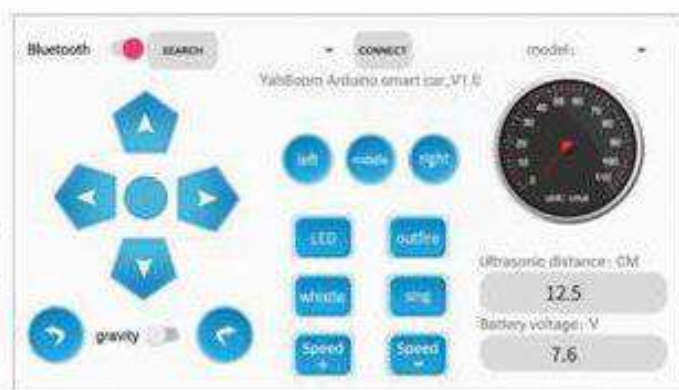 Bluetooth SEARCH CONNECT model:
YahBoom Arduino smart car_V1.0
left middle right
LED outfire
whistle sing
Speed + Speed -
gravity
Ultrasonic distance: CM
12.5
Battery voltage: V
7.6